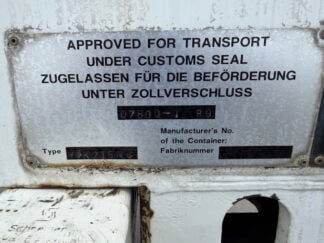 APPROVED FOR TRANSPORT
UNDER CUSTOMS SEAL
ZUGELASSEN FÜR DIE BEFÖRDERUNG
UNTER ZOLLVERSCHLUSS
Manufacturer's No.
of the Container:
Type
Fabriknummer